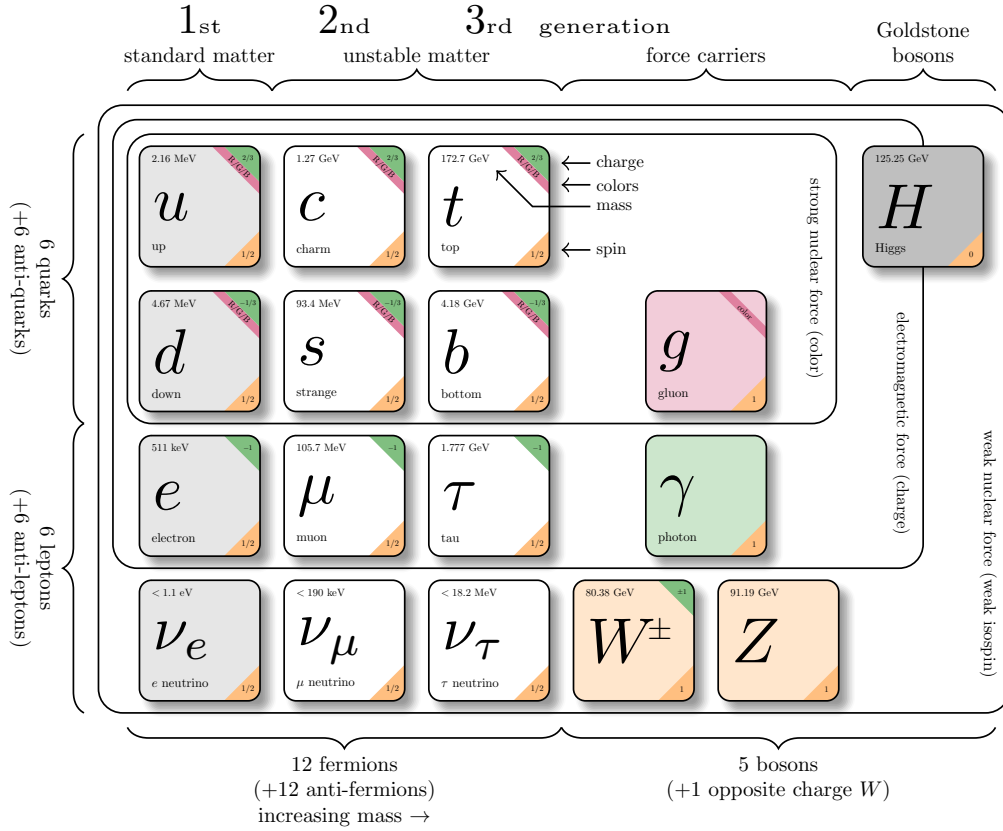 1st 2nd 3rd generation
Goldstone
bosons
standard matter
unstable matter
force carriers
6 quarks
(+6 anti-quarks)
2.16 MeV
2/3
R/G/B
u
up
1/2
1.27 GeV
2/3
R/G/B
c
charm
1/2
172.7 GeV
2/3
R/G/B
t
top
1/2
charge
colors
mass
spin
strong nuclear force (color)
125.25 GeV
H
Higgs
0
4.67 MeV
−1/3
R/G/B
d
down
1/2
93.4 MeV
−1/3
R/G/B
s
strange
1/2
4.18 GeV
−1/3
R/G/B
b
bottom
1/2
color
g
gluon
1
electromagnetic force (charge)
6 leptons
(+6 anti-leptons)
511 keV
−1
e
electron
1/2
105.7 MeV
−1
μ
muon
1/2
1.777 GeV
−1
τ
tau
1/2
γ
photon
1
weak nuclear force (weak isospin)
< 1.1 eV
νe
e neutrino
1/2
< 190 keV
νμ
μ neutrino
1/2
< 18.2 MeV
ντ
τ neutrino
1/2
80.38 GeV
±1
W±
1
91.19 GeV
Z
1
12 fermions
(+12 anti-fermions)
increasing mass →
5 bosons
(+1 opposite charge W)